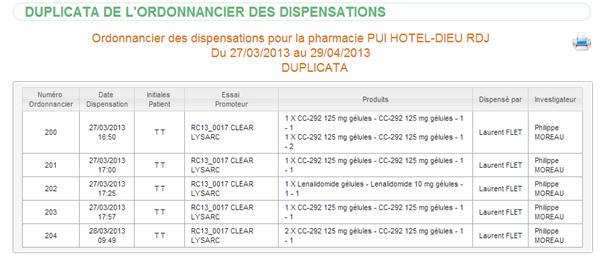 DUPLICATA DE L'ORDONNANCIER DES DISPENSATIONS
Ordonnancier des dispensations pour la pharmacie PUI HOTEL-DIEU RDJ
Du 27/03/2013 au 29/04/2013
DUPLICATA
Numéro Ordonnancier Date Dispensation Initiales Patient Essai Promoteur Produits Dispensé par Investigateur
200 27/03/2013 16:50 T T RC13_0017 CLEAR LYSARC 1 X CC-292 125 mg gélules - CC-292 125 mg gélules - 1 - 1 1 X CC-292 125 mg gélules - CC-292 125 mg gélules - 1 - 2 Laurent FLET Philippe MOREAU
201 27/03/2013 17:00 T T RC13_0017 CLEAR LYSARC 1 X CC-292 125 mg gélules - CC-292 125 mg gélules - 1 - 1 Laurent FLET Philippe MOREAU
202 27/03/2013 17:25 T T RC13_0017 CLEAR LYSARC 1 X Lenalidomide gélules - Lenalidomide 10 mg gélules - 1 - 1 Laurent FLET Philippe MOREAU
203 27/03/2013 17:57 T T RC13_0017 CLEAR LYSARC 1 X CC-292 125 mg gélules - CC-292 125 mg gélules - 1 - 1 Laurent FLET Philippe MOREAU
204 28/03/2013 09:49 T T RC13_0017 CLEAR LYSARC 2 X CC-292 125 mg gélules - CC-292 125 mg gélules - 1 - 1 Laurent FLET Philippe MOREAU